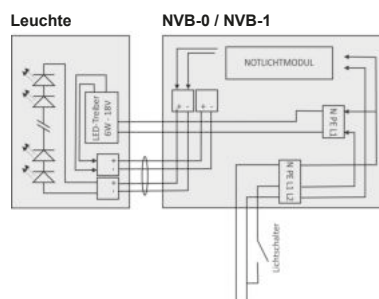 Leuchte
NVB-0 / NVB-1
NOTLICHTMODUL
+ -
+ -
LED-Treiber
6W - 18V
N PE L1
+ -
+ -
N PE L1 L2
Lichtschalter